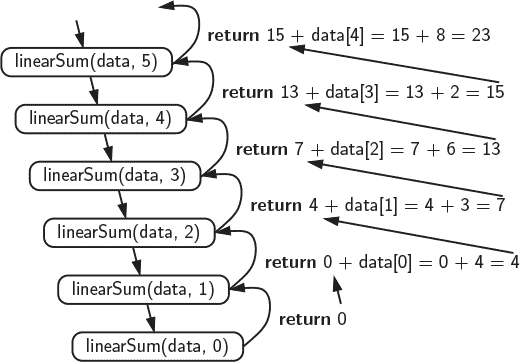 return 15 + data[4] = 15 + 8 = 23
linearSum(data, 5)
return 13 + data[3] = 13 + 2 = 15
linearSum(data, 4)
return 7 + data[2] = 7 + 6 = 13
linearSum(data, 3)
return 4 + data[1] = 4 + 3 = 7
linearSum(data, 2)
return 0 + data[0] = 0 + 4 = 4
linearSum(data, 1)
return 0
linearSum(data, 0)